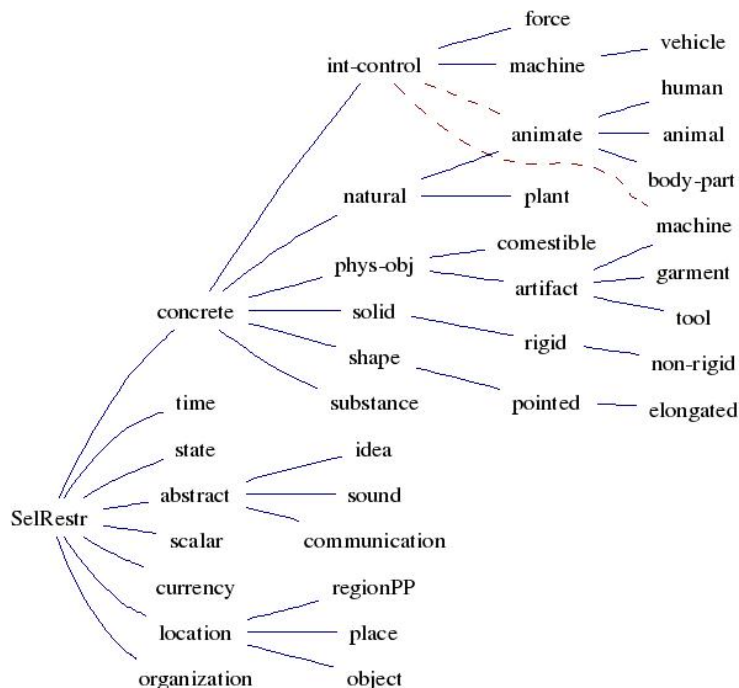 force
int-control
machine
vehicle
human
animate
animal
body-part
natural
plant
machine
comestible
phys-obj
artifact
garment
concrete
solid
tool
rigid
shape
non-rigid
time
substance
pointed
elongated
state
idea
abstract
sound
SelRestr
scalar
communication
currency
regionPP
location
place
organization
object